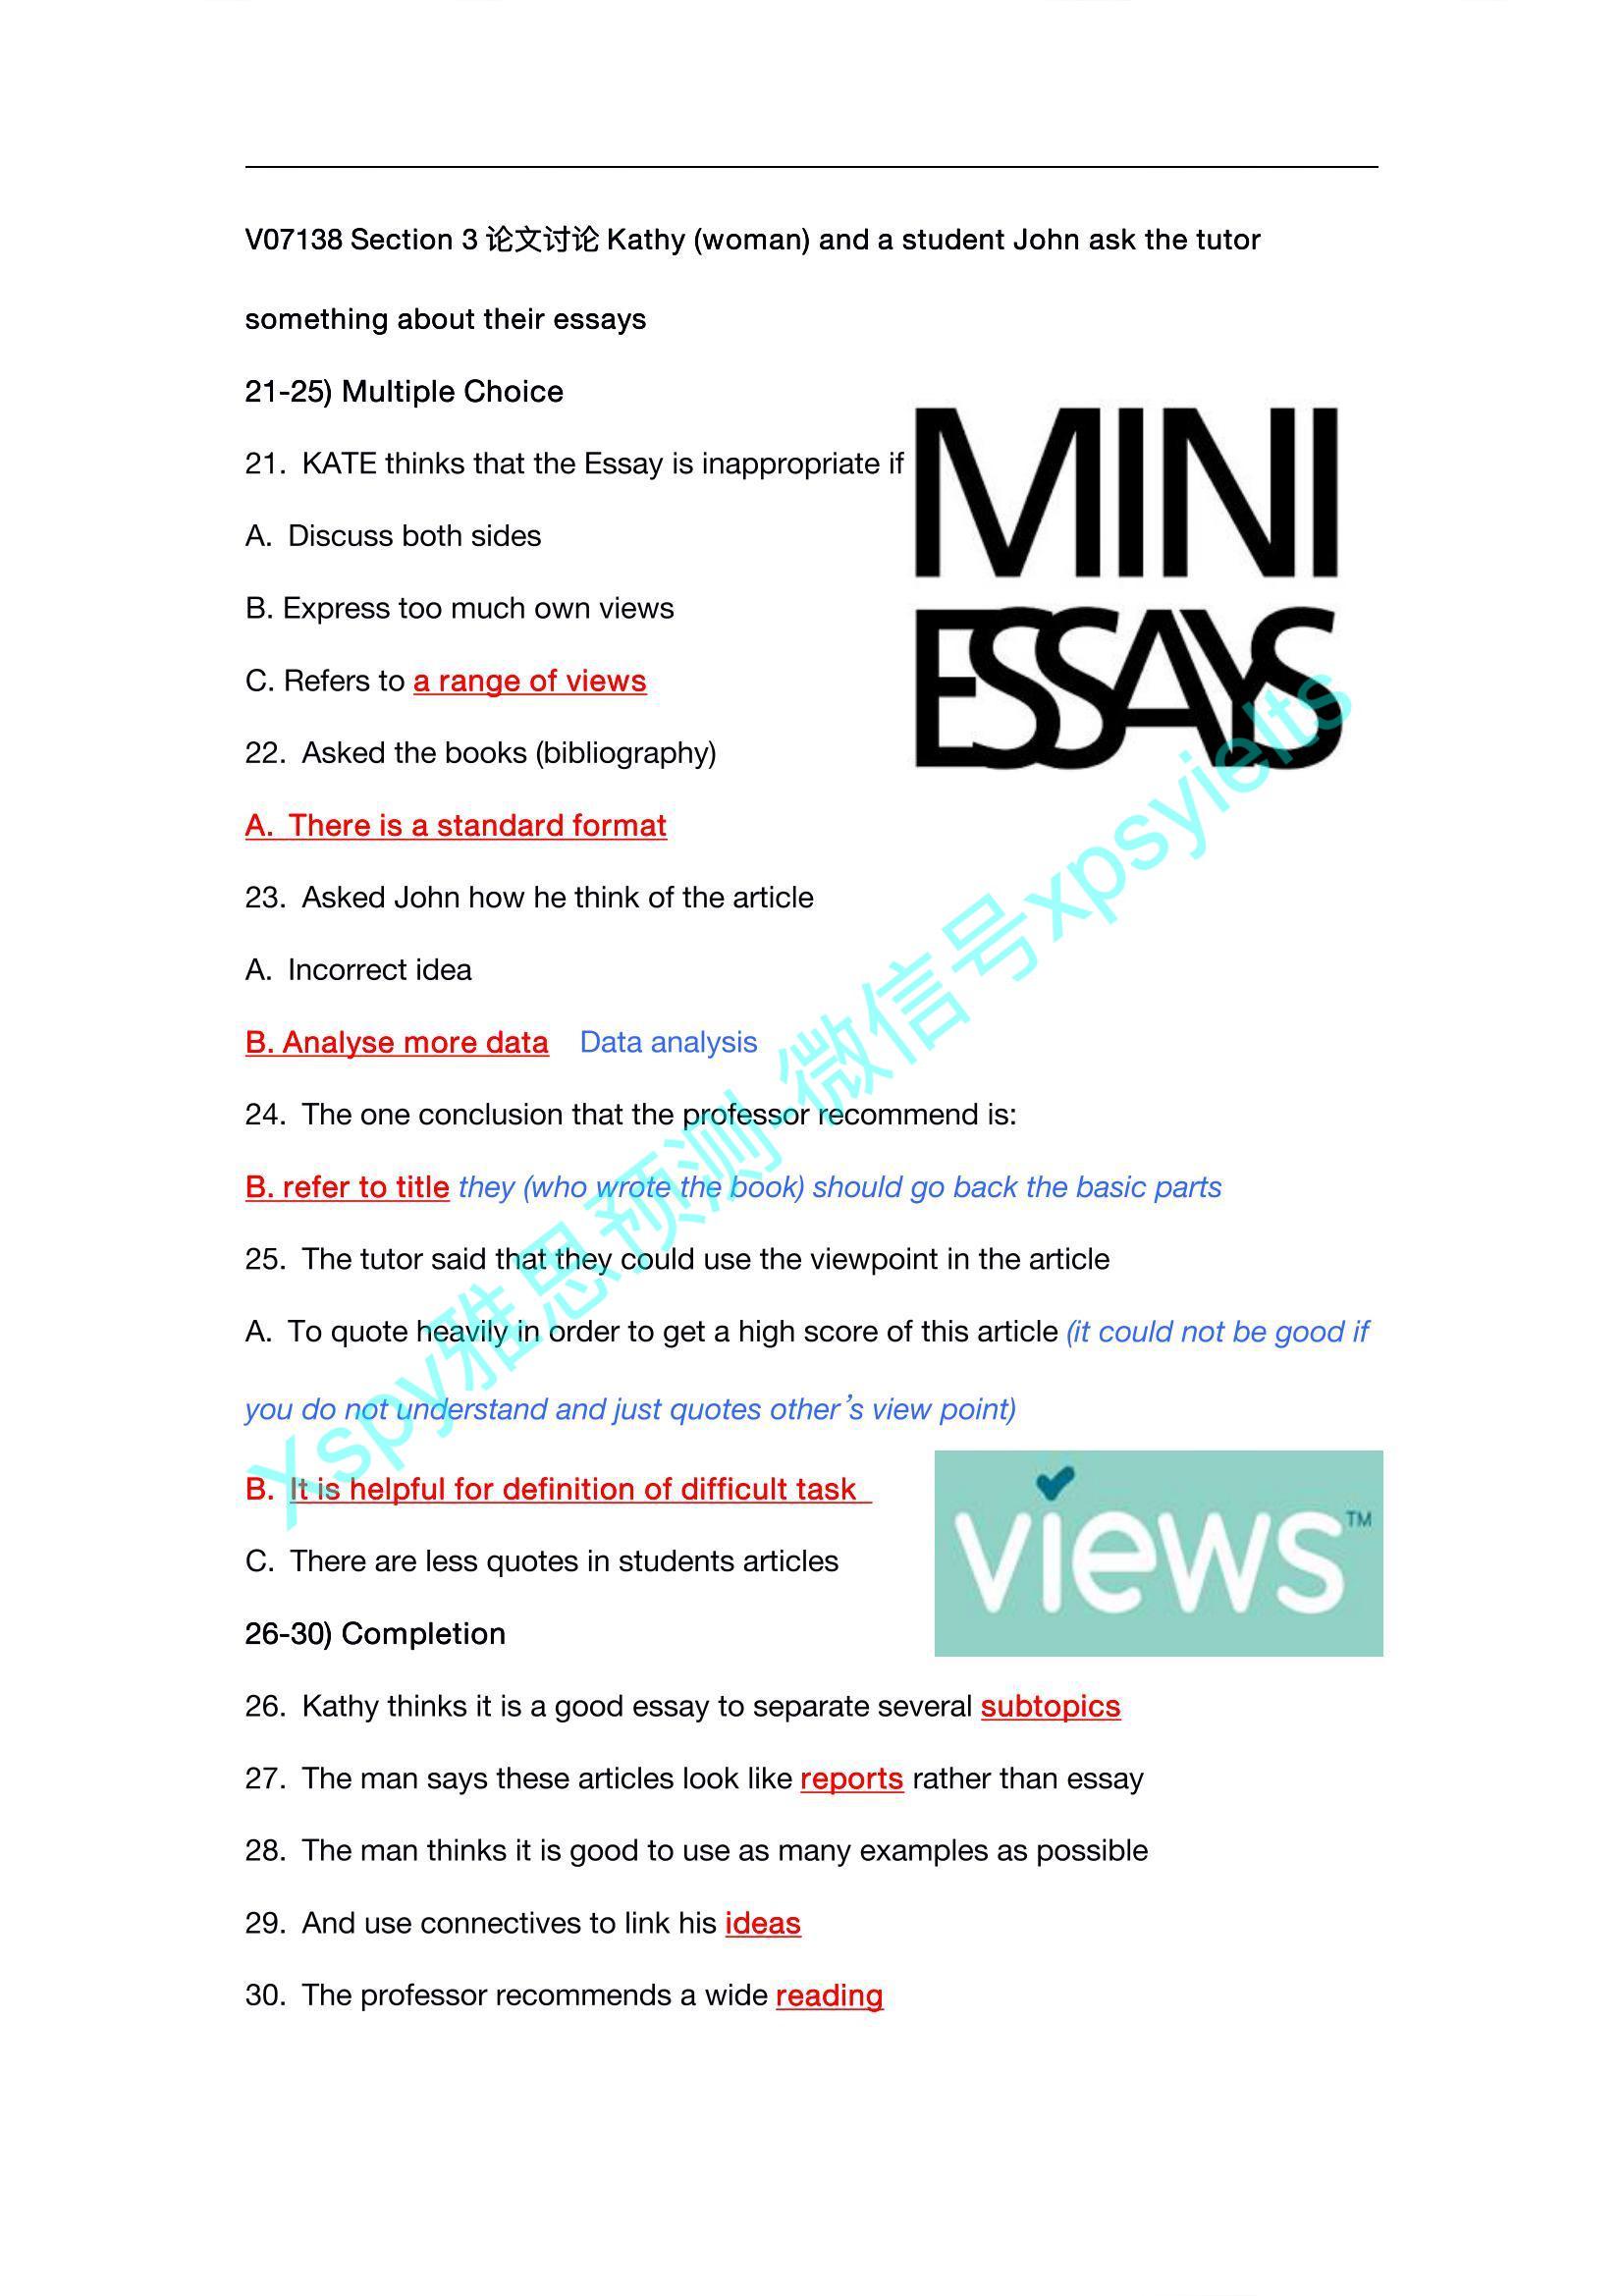 V07138 Section 3 论文讨论 Kathy (woman) and a student John ask the tutor
something about their essays
21-25) Multiple Choice
21. KATE thinks that the Essay is inappropriate if
MINI
ESSAYS
A. Discuss both sides
B. Express too much own views
C. Refers to a range of views
22. Asked the books (bibliography)
A. There is a standard format
23. Asked John how he think of the article
A. Incorrect idea
B. Analyse more data Data analysis
24. The one conclusion that the professor recommend is:
B. refer to title they (who wrote the book) should go back the basic parts
25. The tutor said that they could use the viewpoint in the article
A. To quote heavily in order to get a high score of this article (it could not be good if
you do not understand and just quotes other’s view point)
B. It is helpful for definition of difficult task
C. There are less quotes in students articles
views™
26-30) Completion
26. Kathy thinks it is a good essay to separate several subtopics
27. The man says these articles look like reports rather than essay
28. The man thinks it is good to use as many examples as possible
29. And use connectives to link his ideas
30. The professor recommends a wide reading
Xspy雅思预测-微信号xpsyielts